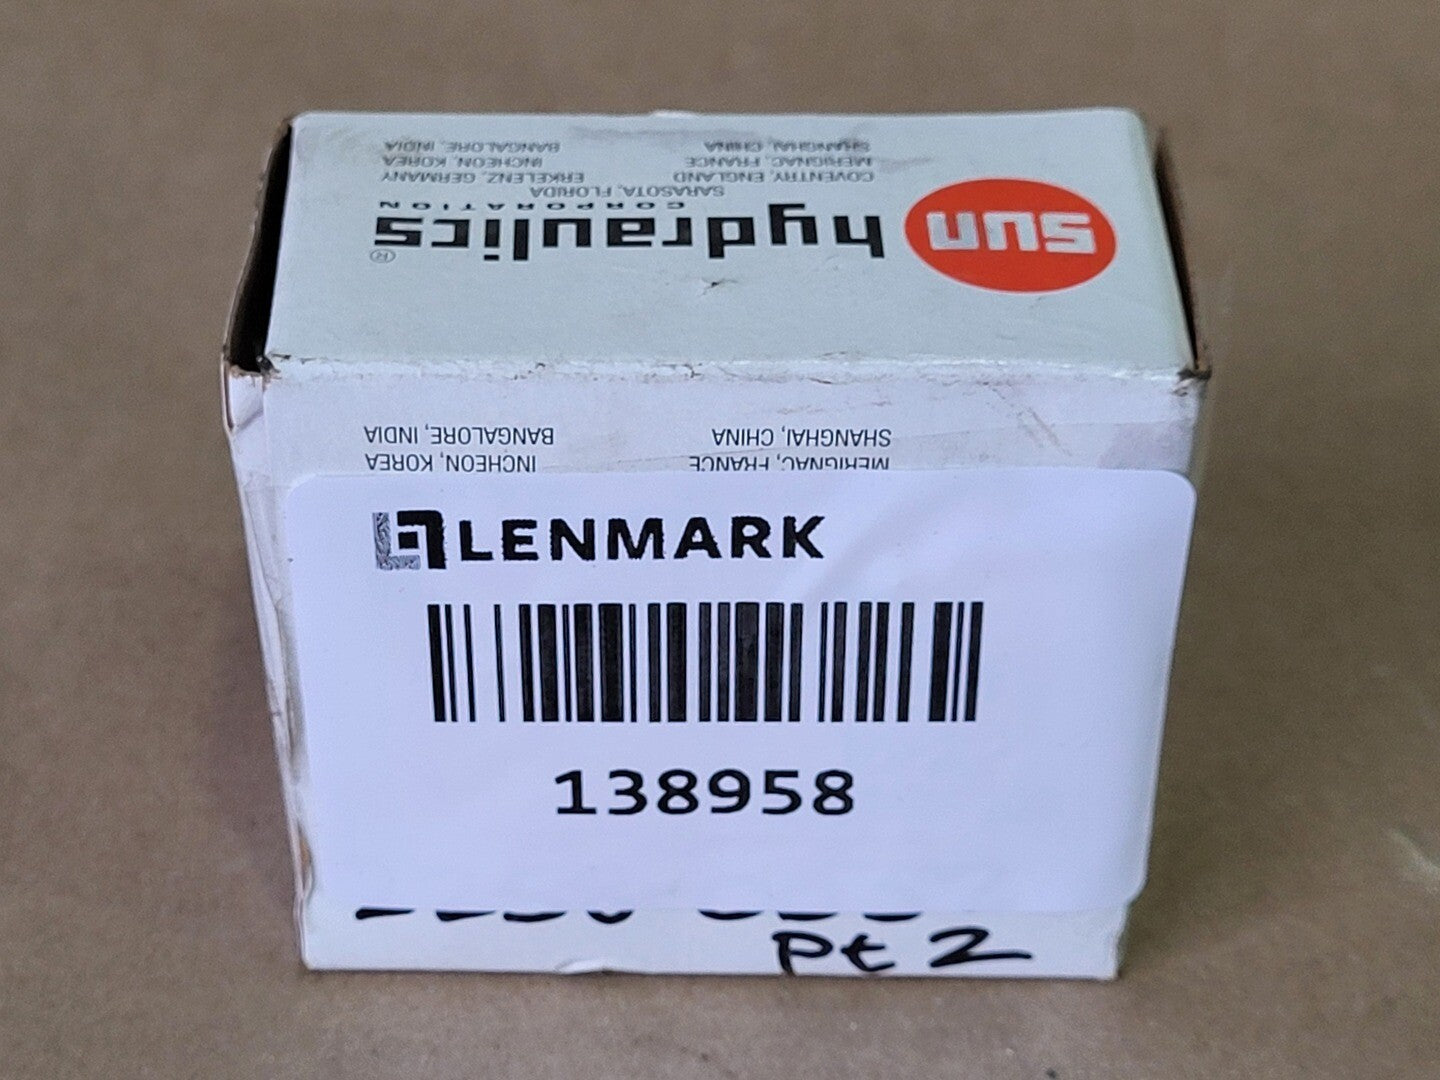 sun hydraulics®
CORPORATION
SARASOTA, FLORIDA
COVENTRY, ENGLAND ERKELENZ, GERMANY
MERIGNAC, FRANCE INCHEON, KOREA
SHANGHAI, CHINA BANGALORE, INDIA
SHANGHAI, CHINA BANGALORE, INDIA
MERIGNAC, FRANCE INCHEON, KOREA
LENMARK
138958
Pt 2